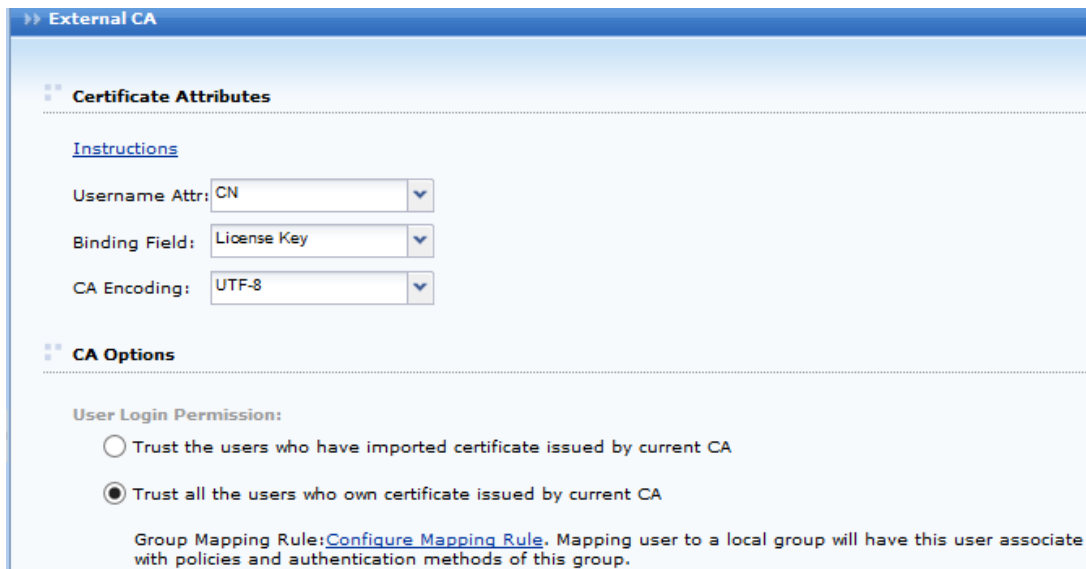 External CA
Certificate Attributes
Instructions
Username Attr: CN
Binding Field: License Key
CA Encoding: UTF-8
CA Options
User Login Permission:
Trust the users who have imported certificate issued by current CA
Trust all the users who own certificate issued by current CA
Group Mapping Rule:Configure Mapping Rule. Mapping user to a local group will have this user associate
with policies and authentication methods of this group.